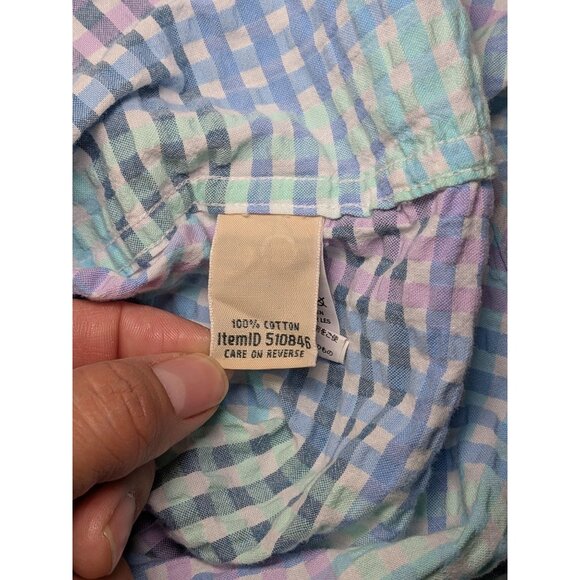 100% COTTON
ItemID 510846
CARE ON REVERSE